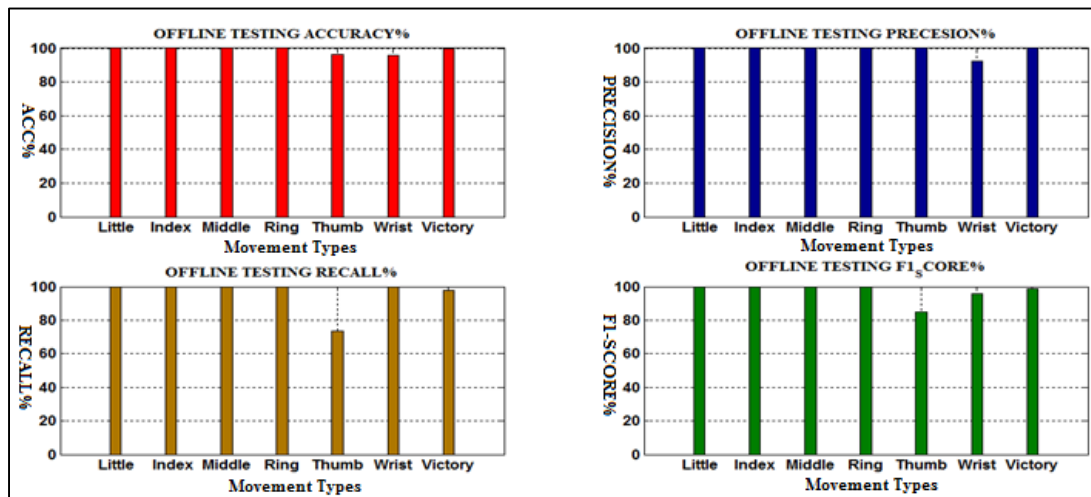 OFFLINE TESTING ACCURACY%
100
80
60
40
20
0
ACC%
Little Index Middle Ring Thumb Wrist Victory
Movement Types
OFFLINE TESTING PRECESION%
100
80
60
40
20
0
PRECISION%
Little Index Middle Ring Thumb Wrist Victory
Movement Types
OFFLINE TESTING RECALL%
100
80
60
40
20
0
RECALL%
Little Index Middle Ring Thumb Wrist Victory
Movement Types
OFFLINE TESTING F1SCORE%
100
80
60
40
20
0
F1-SCORE%
Little Index Middle Ring Thumb Wrist Victory
Movement Types